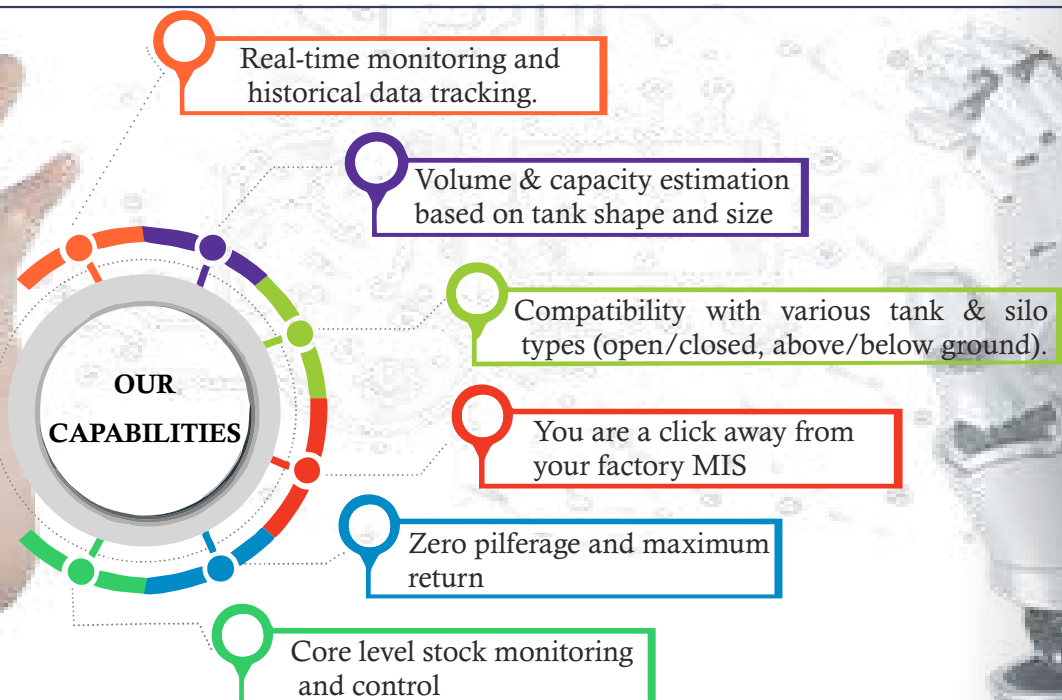 Real-time monitoring and
historical data tracking.
Volume & capacity estimation
based on tank shape and size
Compatibility with various tank & silo
types (open/closed, above/below ground).
OUR
CAPABILITIES
You are a click away from
your factory MIS
Zero pilferage and maximum
return
Core level stock monitoring
and control